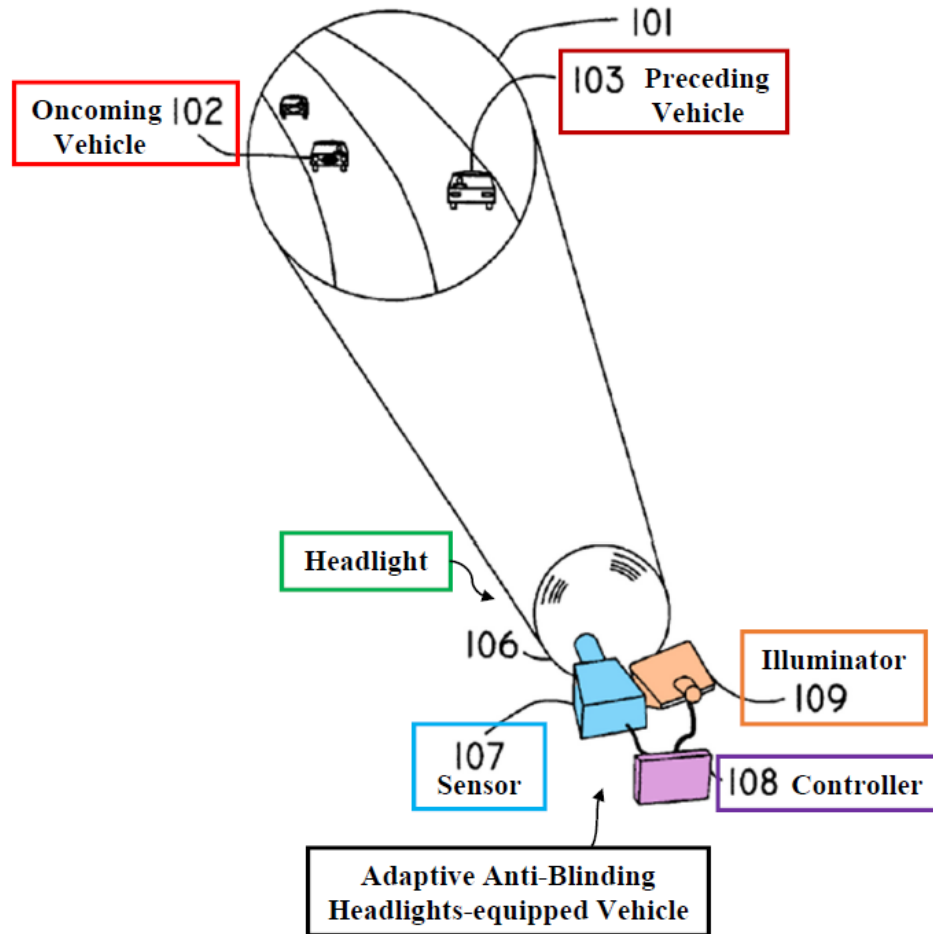 101
103 Preceding
Vehicle
Oncoming 102
Vehicle
Headlight
106
Illuminator
109
107
Sensor
108 Controller
Adaptive Anti-Blinding
Headlights-equipped Vehicle